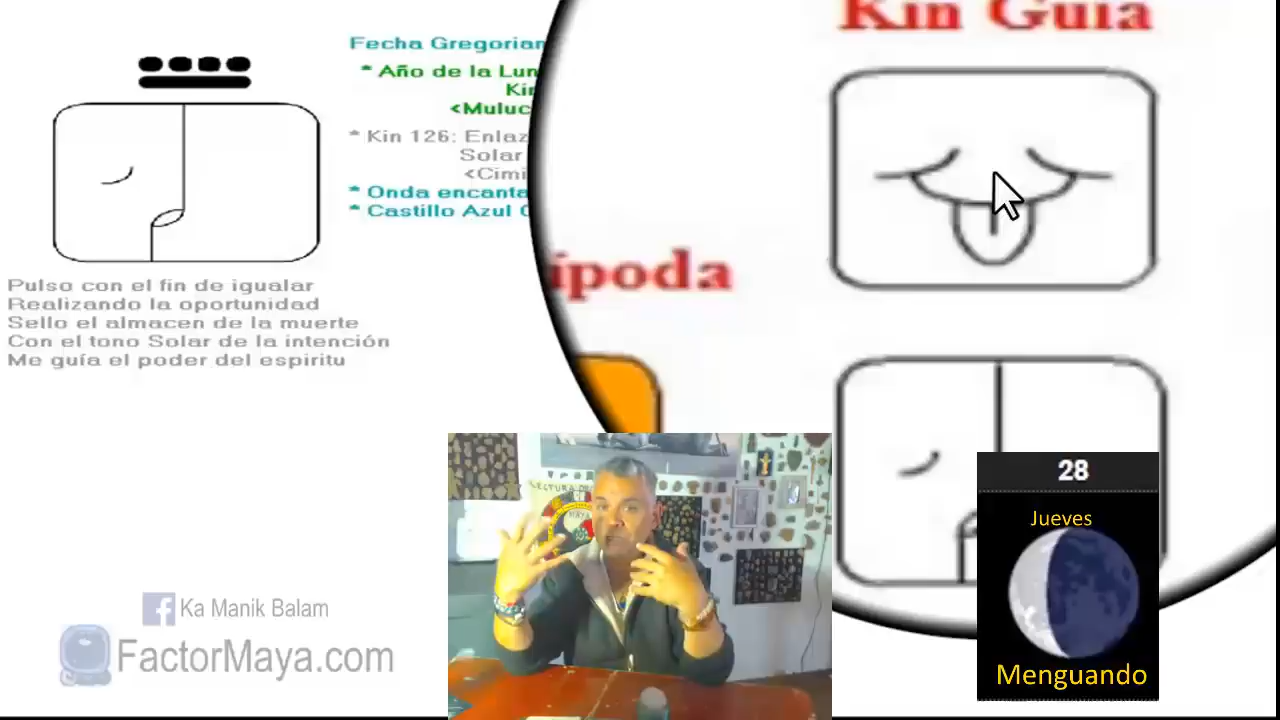 Fecha Gregorian
* Año de la Lun
Kin
<Muluc
* Kin 126: Enlaz
Solar
<Cimi
* Onda encanta
* Castillo Azul
Pulso con el fin de igualar
Realizando la oportunidad
Sello el almacen de la muerte
Con el tono Solar de la intención
Me guía el poder del espiritu
Kin Guía
ípoda
LECTURA
MAYA
28
Jueves
Menguando
Ka Manik Balam
FactorMaya.com